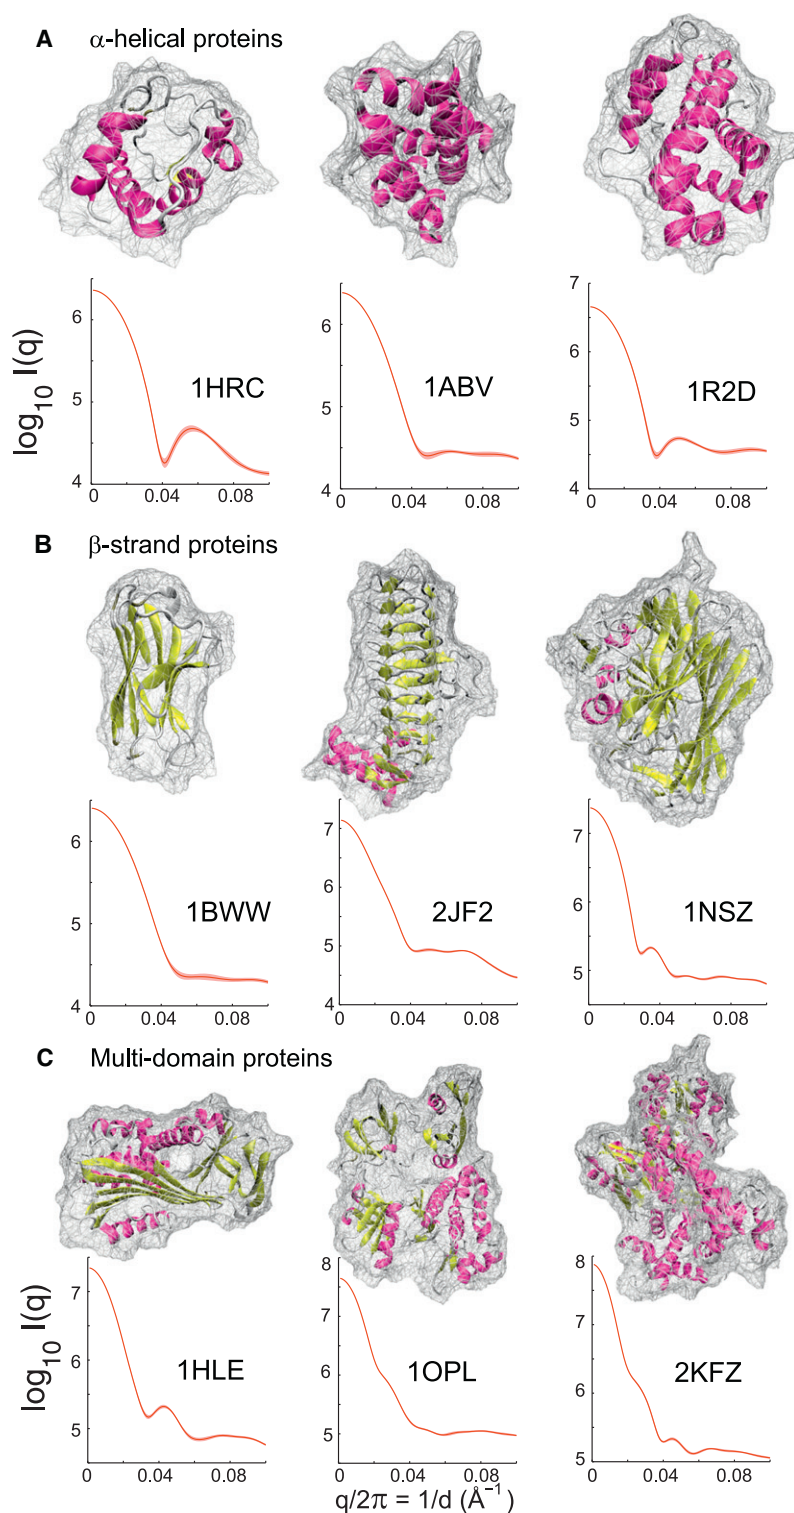 A α-helical proteins
7
6
6
6
log10 I(q)
1HRC
1ABV
1R2D
5
5
5
4
4
4
0 0.04 0.08
0 0.04 0.08
0 0.04 0.08
B β-strand proteins
7
7
6
6
6
1BWW
2JF2
1NSZ
5
5
5
4
4
0 0.04 0.08
0 0.04 0.08
0 0.04 0.08
C Multi-domain proteins
8
8
7
7
7
log10 I(q)
1HLE
1OPL
2KFZ
6
6
6
5
5
5
0 0.04 0.08
0 0.04 0.08
0 0.04 0.08
q/2π = 1/d (Å⁻¹)